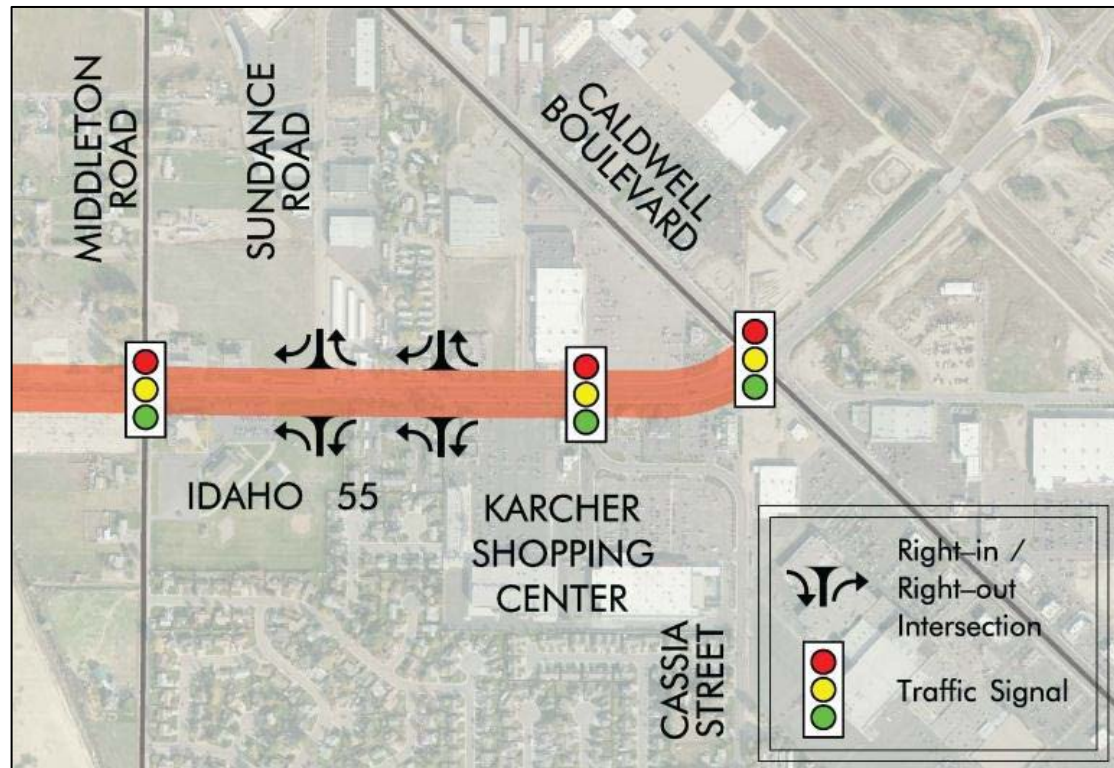 MIDDLETON
ROAD
SUNDANCE
ROAD
CALDWELL
BOULEVARD
IDAHO 55
KARCHER
SHOPPING
CENTER
CASSIA
STREET
Right-in /
Right-out
Intersection
Traffic Signal